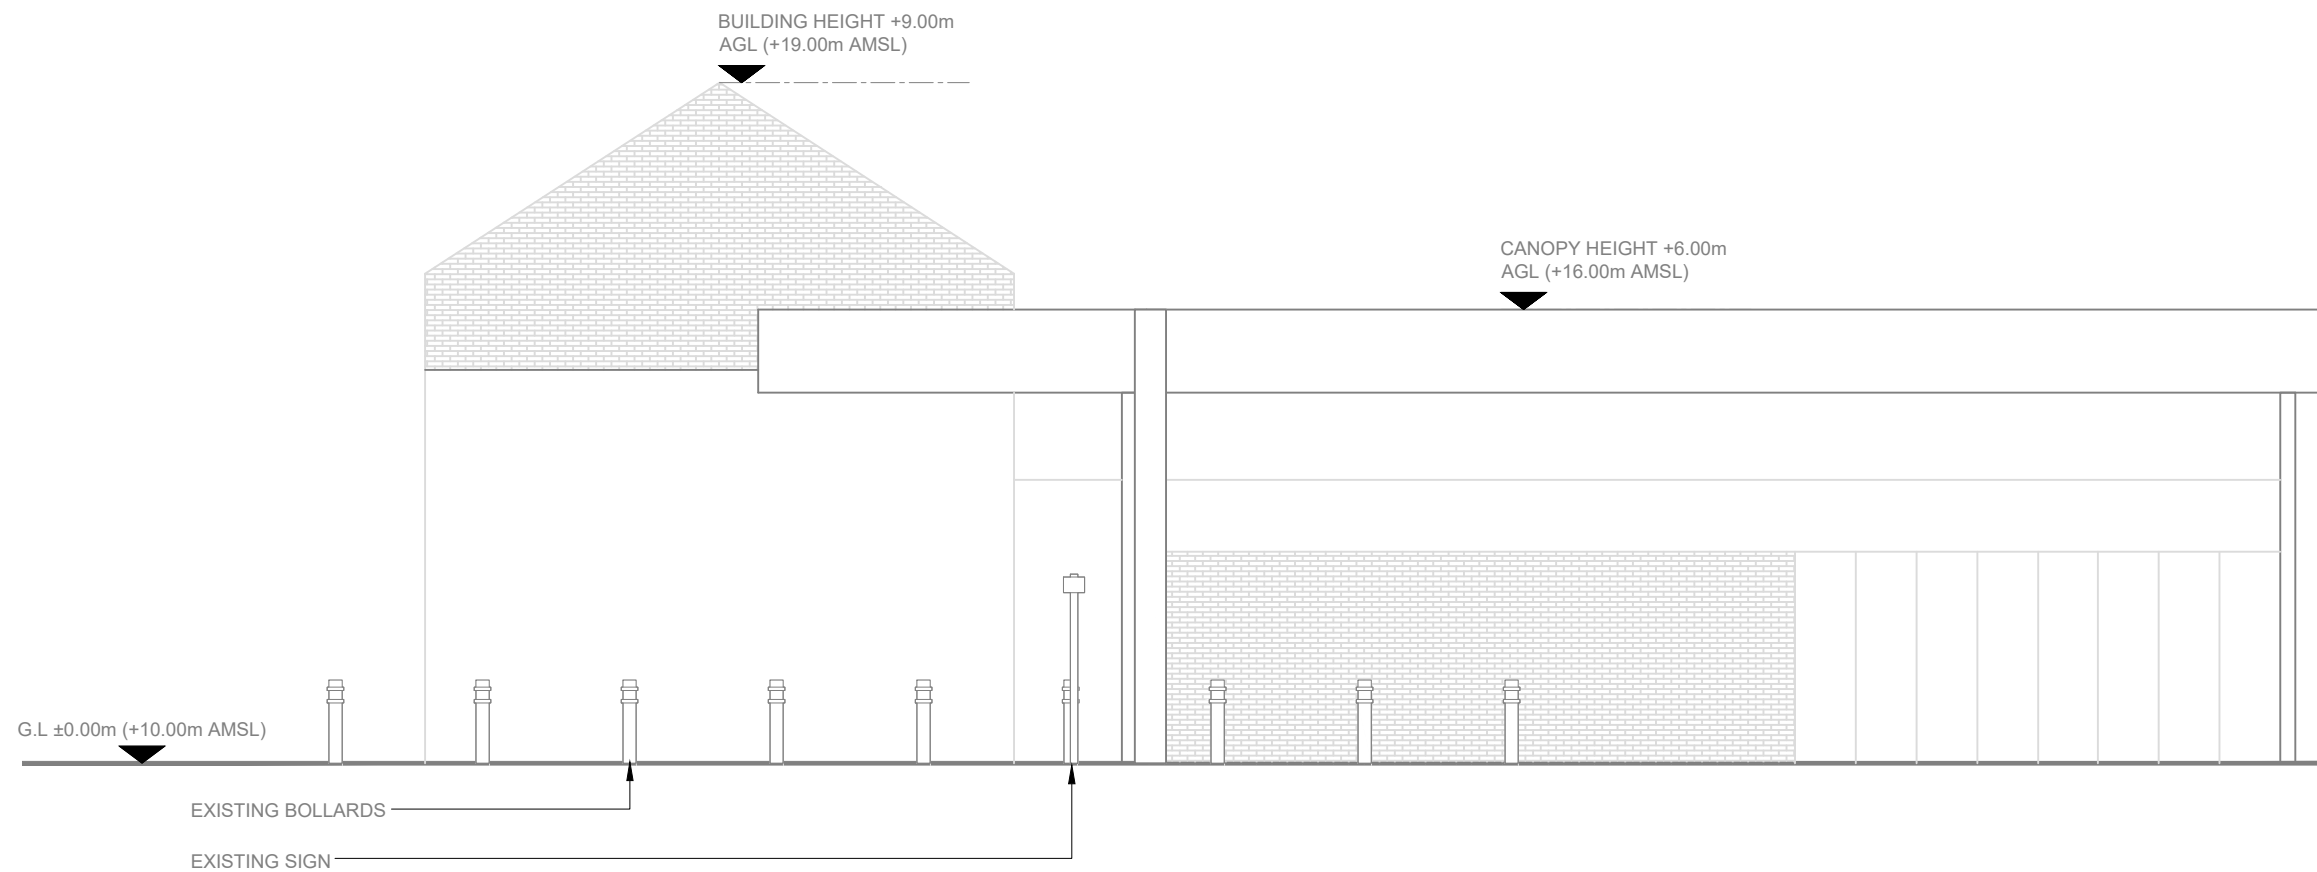 BUILDING HEIGHT +9.00m
AGL (+19.00m AMSL)
CANOPY HEIGHT +6.00m
AGL (+16.00m AMSL)
G.L ±0.00m (+10.00m AMSL)
EXISTING BOLLARDS
EXISTING SIGN